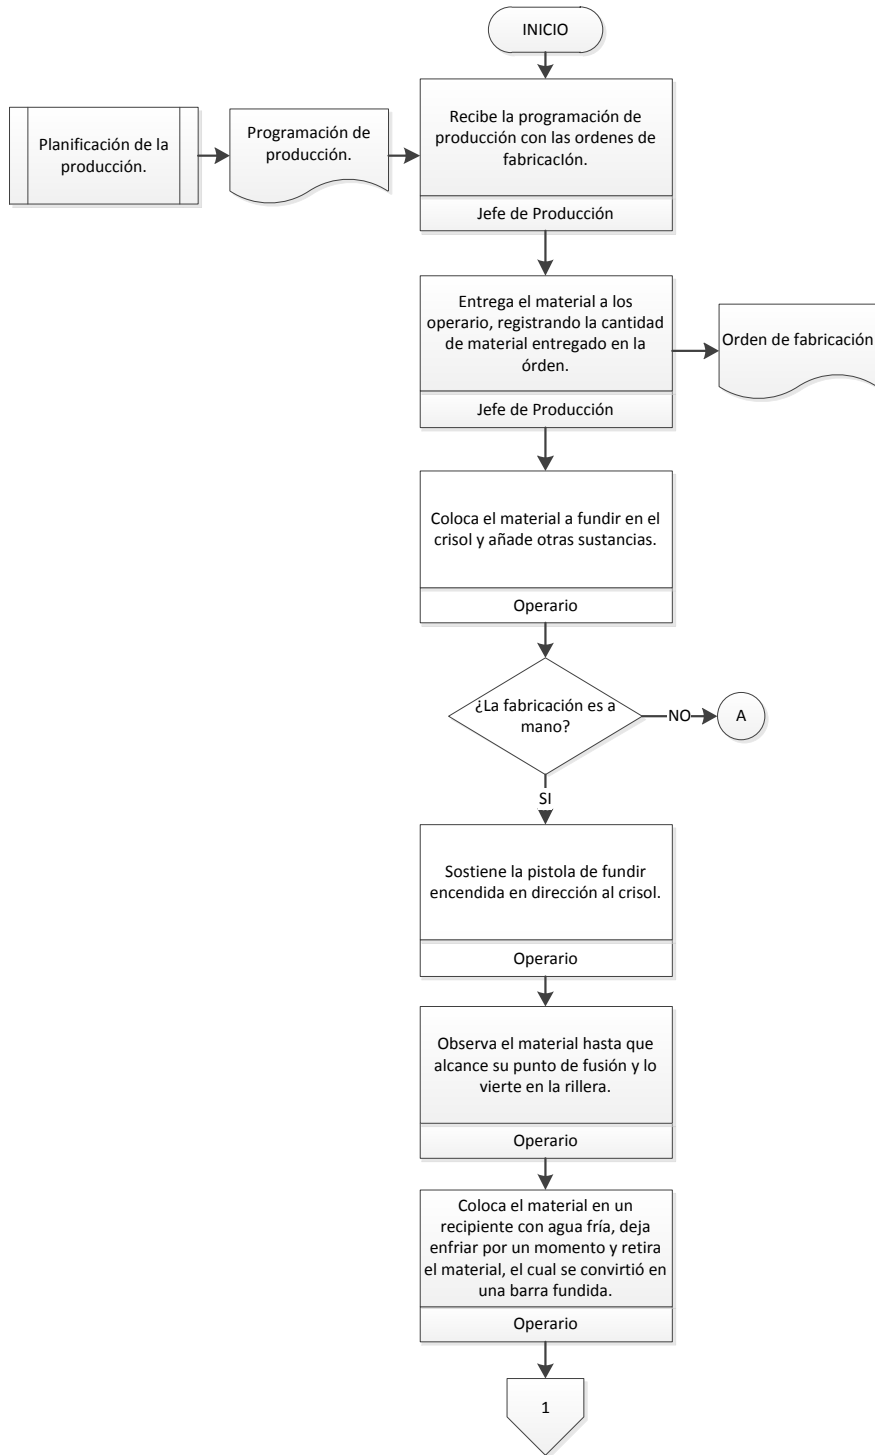 INICIO
Planificación de la
producción.
Programación de
producción.
Recibe la programación de
producción con las ordenes de
fabricacIón.
Jefe de Producción
Entrega el material a los
operario, registrando la cantidad
de material entregado en la
órden.
Jefe de Producción
Orden de fabricación
Coloca el material a fundir en el
crisol y añade otras sustancias.
Operario
¿La fabricación es a
mano?
NO
A
SI
Sostiene la pistola de fundir
encendida en dirección al crisol.
Operario
Observa el material hasta que
alcance su punto de fusión y lo
vierte en la rillera.
Operario
Coloca el material en un
recipiente con agua fría, deja
enfriar por un momento y retira
el material, el cual se convirtió en
una barra fundida.
Operario
1